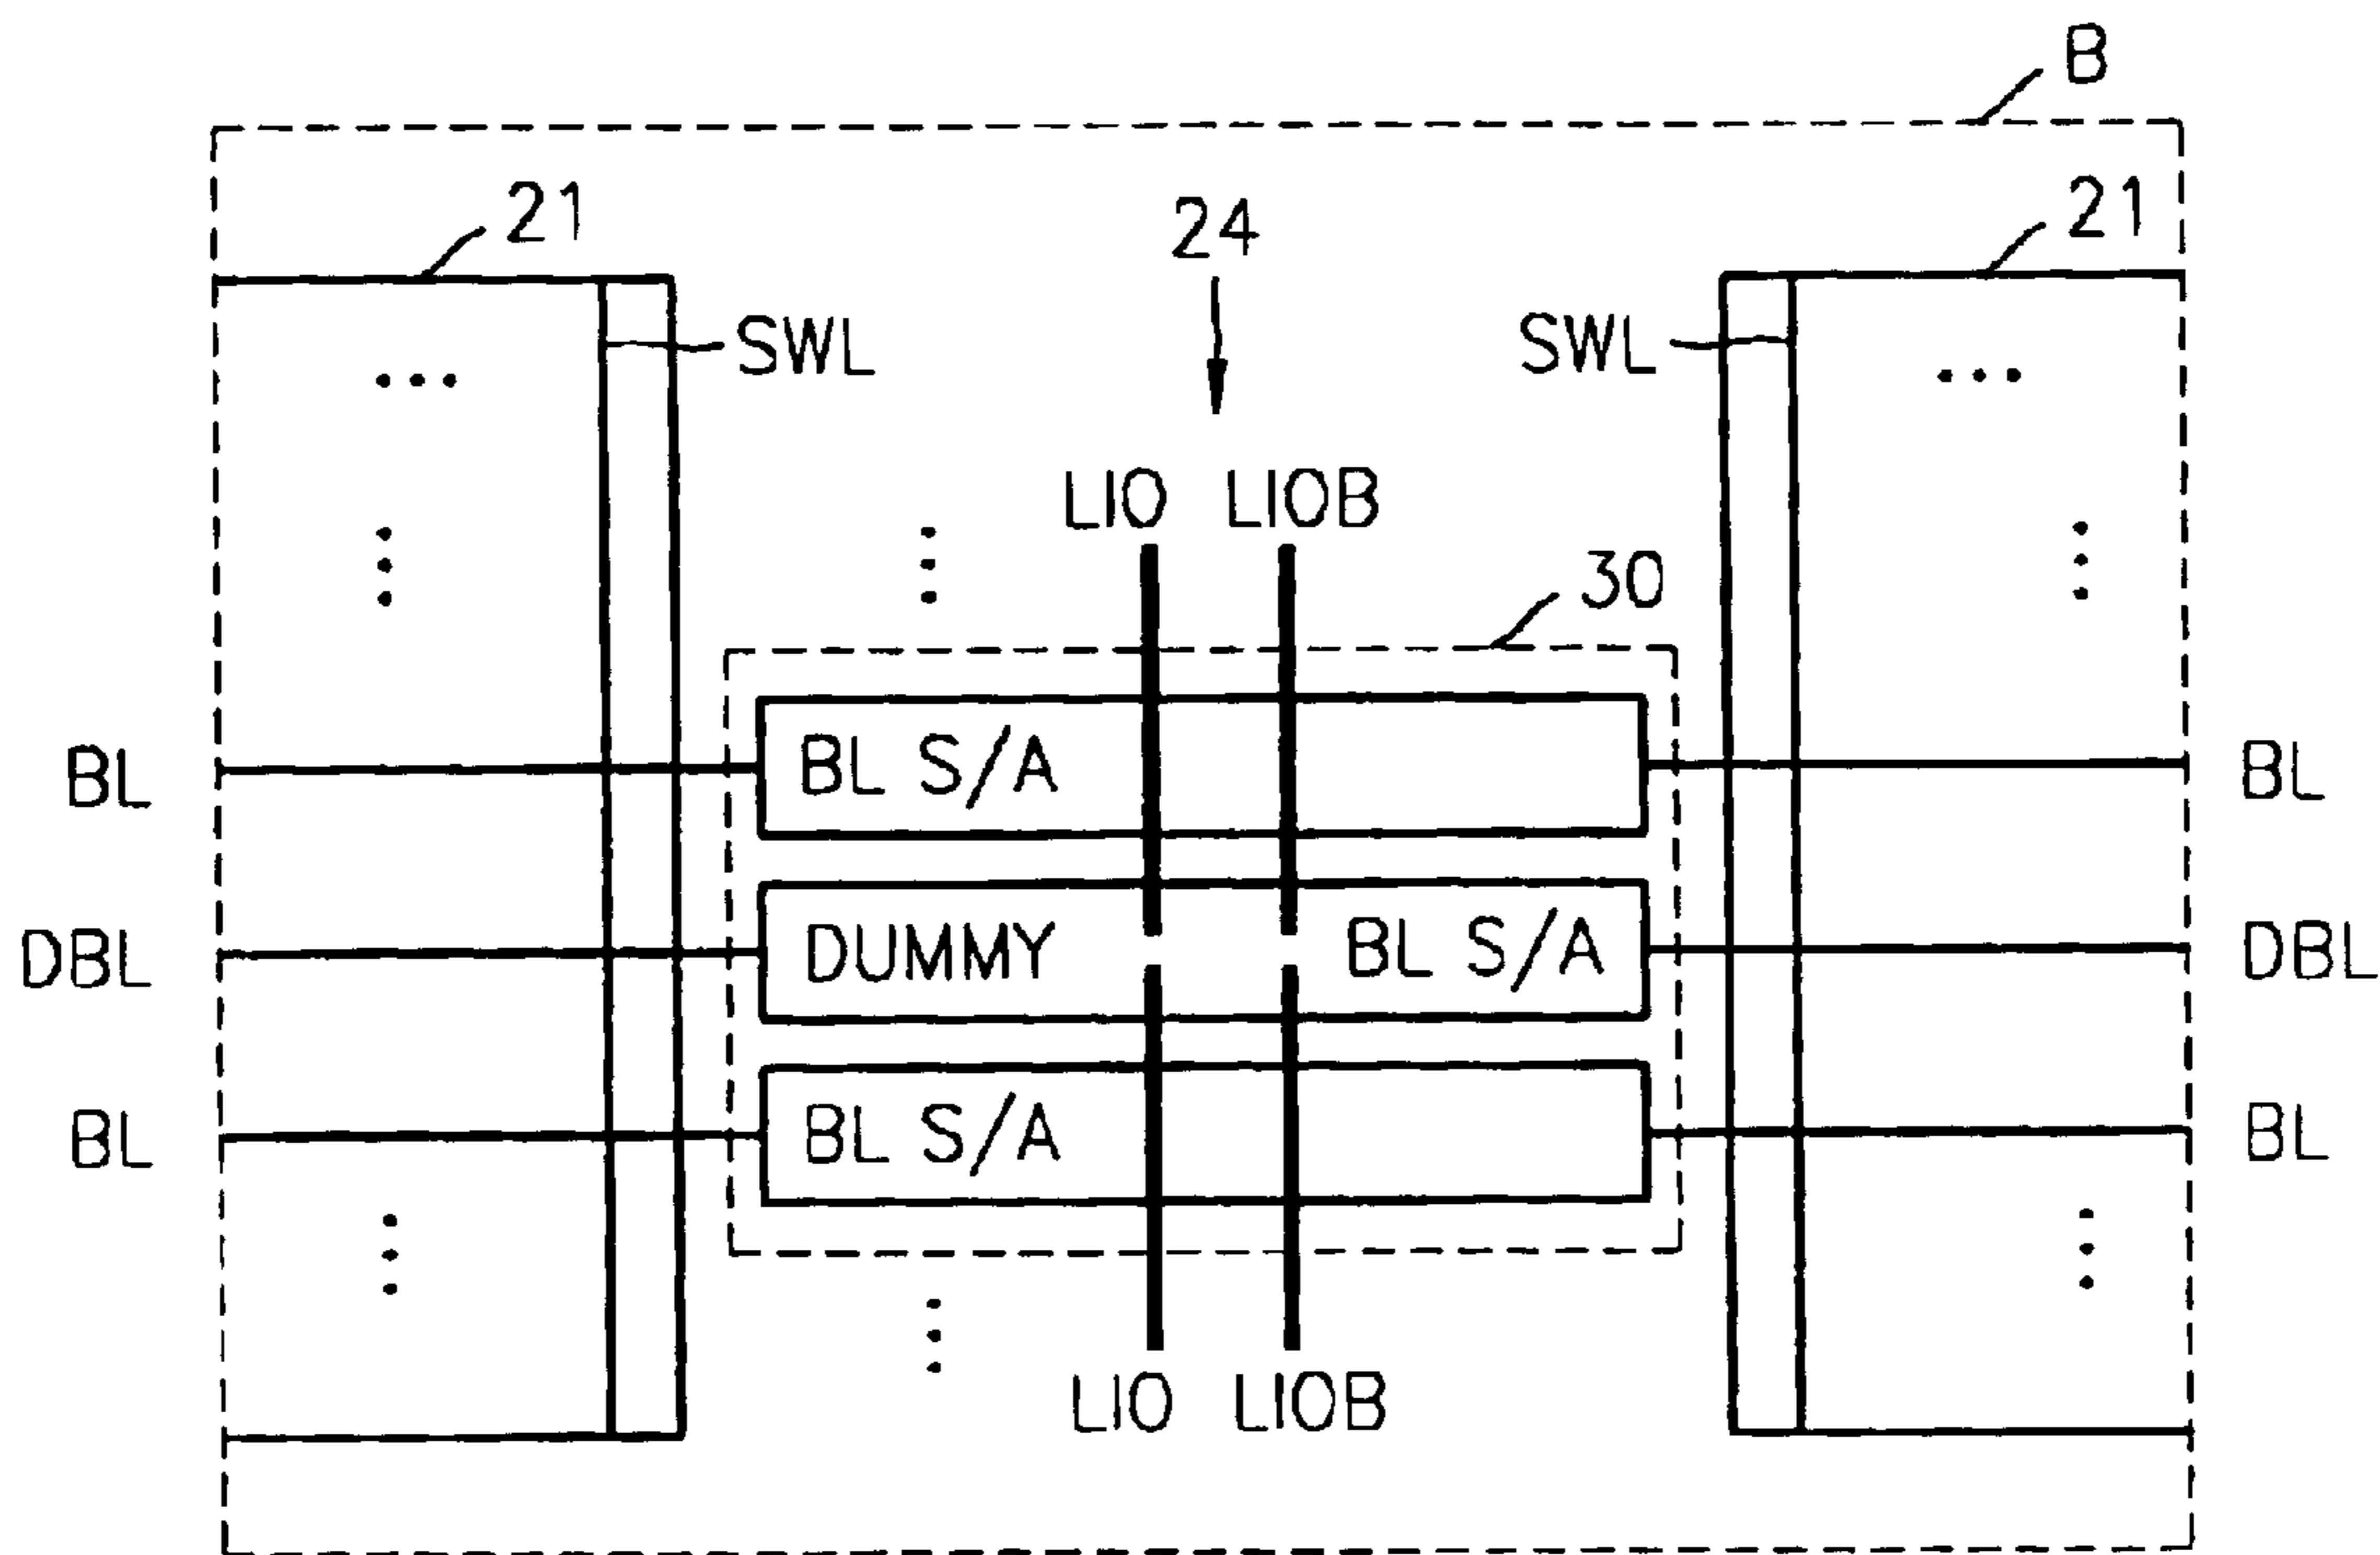 B
21
24
21
SWL
SWL
LIO LIOB
30
BL
BL S/A
BL
DBL
DUMMY BL S/A
DBL
BL
BL S/A
BL
LIO LIOB